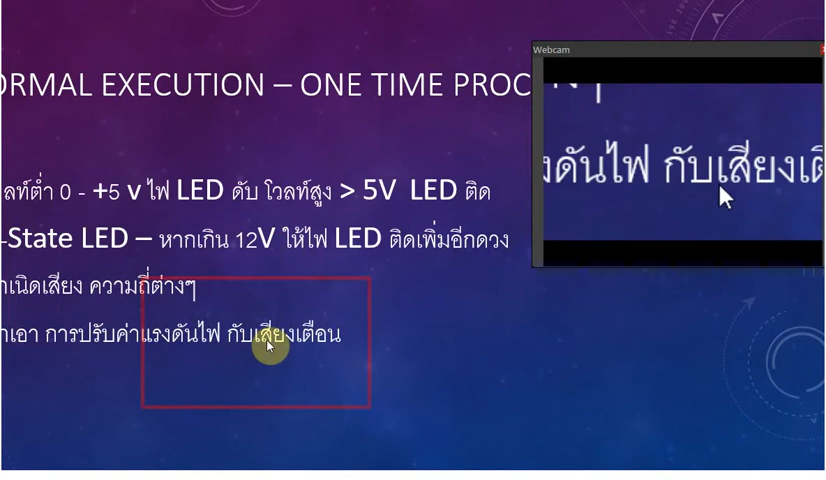 ORMAL EXECUTION – ONE TIME PROC
Webcam
งดันไฟ กับเสียงเตื
ลท์ต่ำ 0 - +5 v ไฟ LED ดับ โวลท์สูง > 5V LED ติด
-State LED – หากเกิน 12V ให้ไฟ LED ติดเพิ่มอีกดวง
าเนิดเสียง ความถี่ต่างๆ
าเอา การปรับค่าแรงดันไฟ กับเสียงเตือน